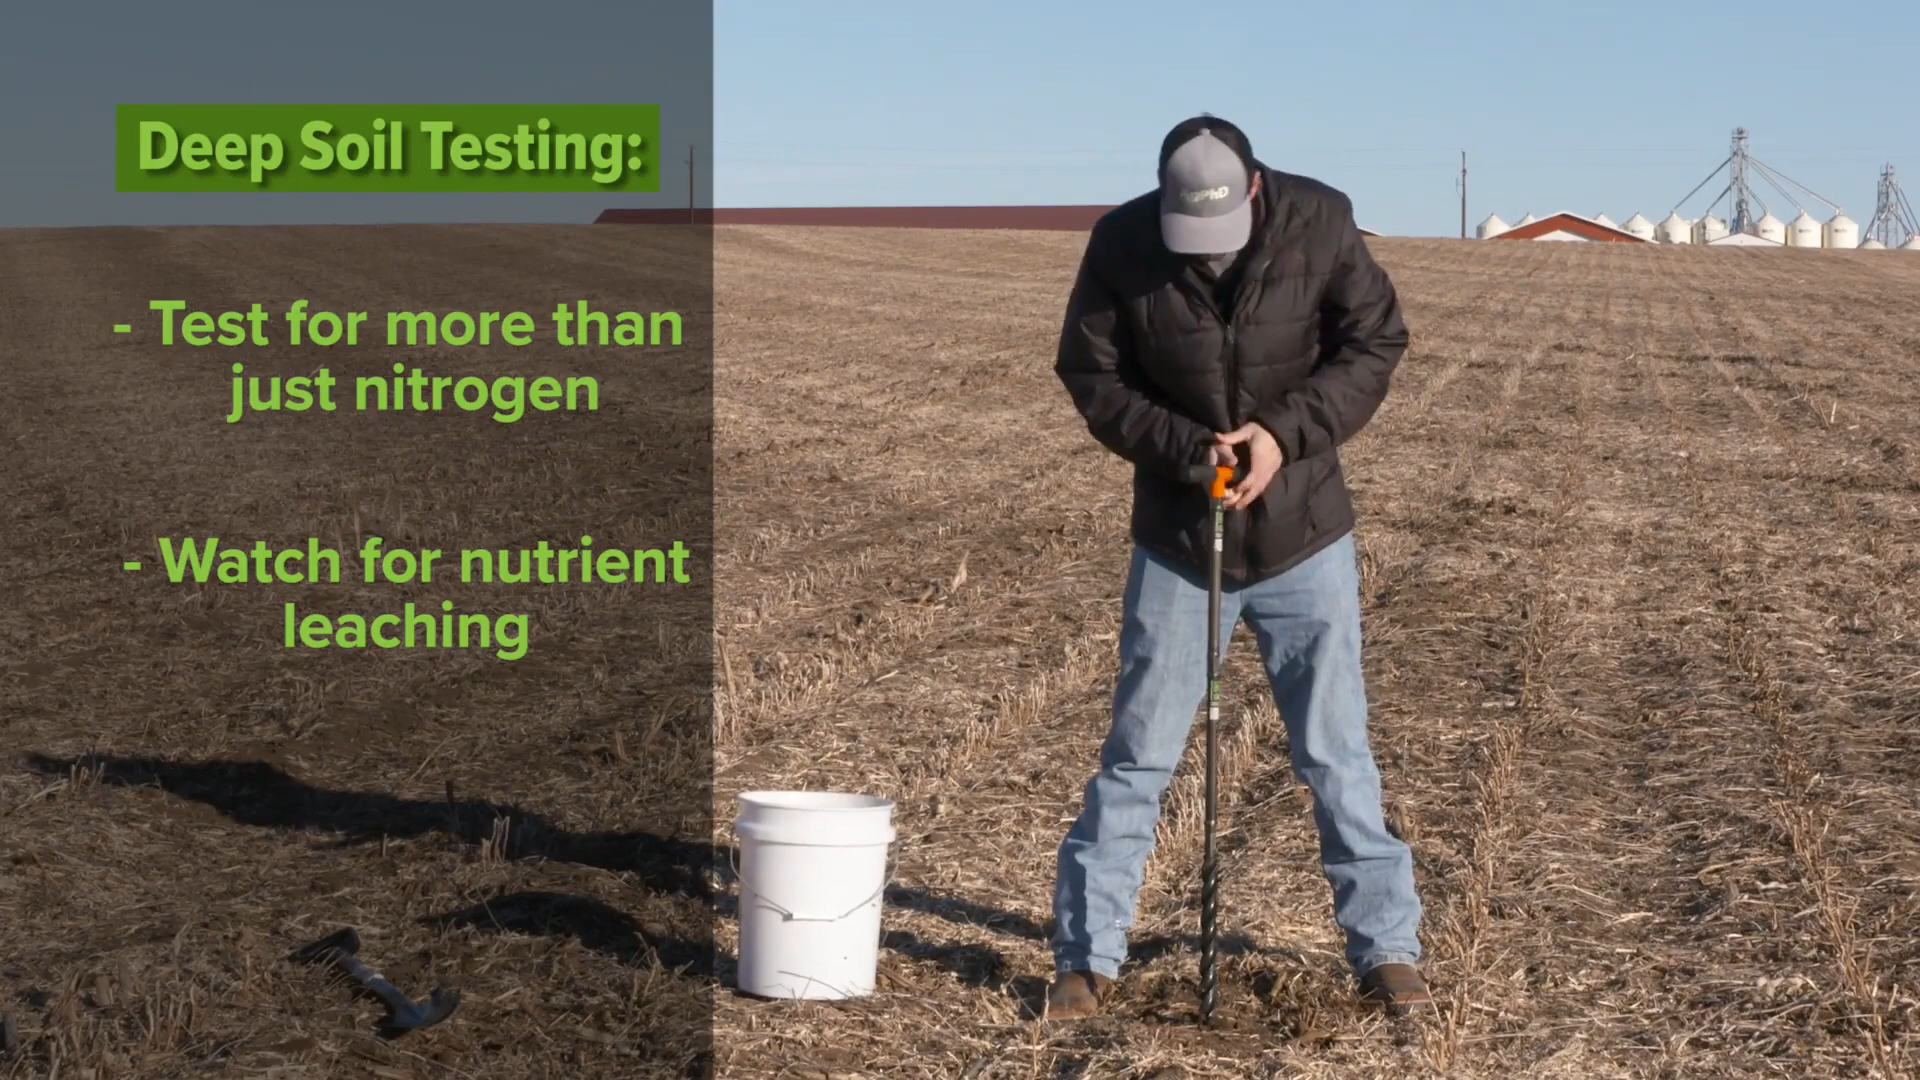 Deep Soil Testing:
- Test for more than
just nitrogen
- Watch for nutrient
leaching